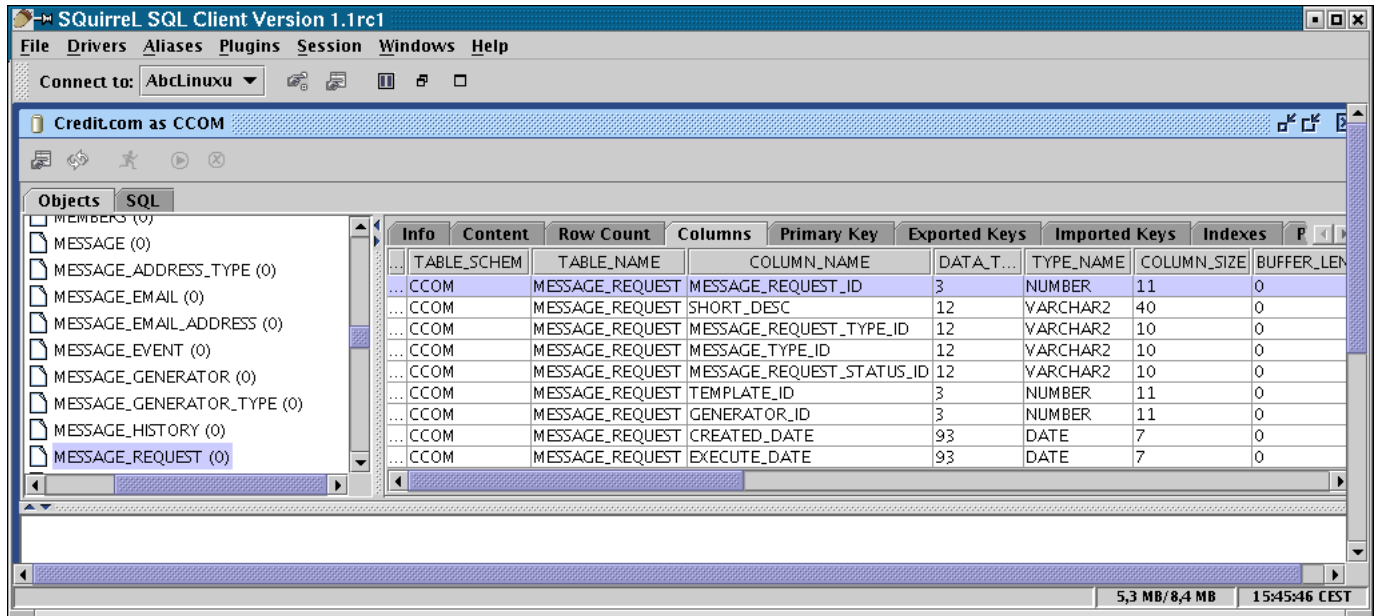 SQuirreL SQL Client Version 1.1rc1
File Drivers Aliases Plugins Session Windows Help
Connect to: AbcLinuxu
Credit.com as CCOM
Objects SQL
MEMBERS (0)
MESSAGE (0)
MESSAGE_ADDRESS_TYPE (0)
MESSAGE_EMAIL (0)
MESSAGE_EMAIL_ADDRESS (0)
MESSAGE_EVENT (0)
MESSAGE_GENERATOR (0)
MESSAGE_GENERATOR_TYPE (0)
MESSAGE_HISTORY (0)
MESSAGE_REQUEST (0)
Info Content Row Count Columns Primary Key Exported Keys Imported Keys Indexes P
... TABLE_SCHEM TABLE_NAME COLUMN_NAME DATA_T... TYPE_NAME COLUMN_SIZE BUFFER_LEN
... CCOM MESSAGE_REQUEST MESSAGE_REQUEST_ID 3 NUMBER 11 0
... CCOM MESSAGE_REQUEST SHORT_DESC 12 VARCHAR2 40 0
... CCOM MESSAGE_REQUEST MESSAGE_REQUEST_TYPE_ID 12 VARCHAR2 10 0
... CCOM MESSAGE_REQUEST MESSAGE_TYPE_ID 12 VARCHAR2 10 0
... CCOM MESSAGE_REQUEST MESSAGE_REQUEST_STATUS_ID 12 VARCHAR2 10 0
... CCOM MESSAGE_REQUEST TEMPLATE_ID 3 NUMBER 11 0
... CCOM MESSAGE_REQUEST GENERATOR_ID 3 NUMBER 11 0
... CCOM MESSAGE_REQUEST CREATED_DATE 93 DATE 7 0
... CCOM MESSAGE_REQUEST EXECUTE_DATE 93 DATE 7 0
5,3 MB/8,4 MB 15:45:46 CEST